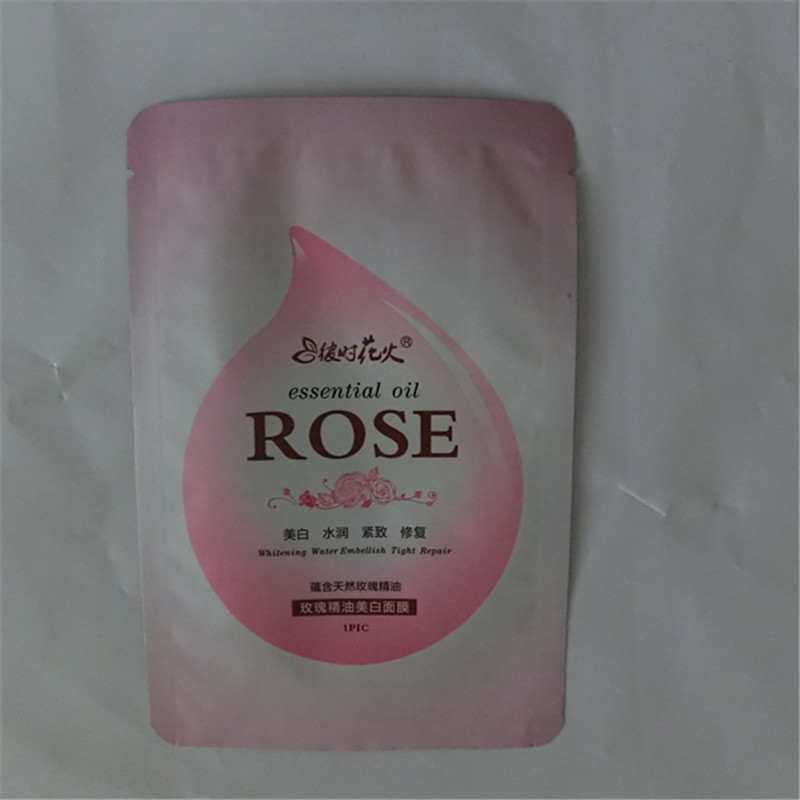 彼时花火®
essential oil
ROSE
美白 水润 紧致 修复
Whitening Water Embellish Tight Repair
蕴含天然玫瑰精油
玫瑰精油美白面膜
1PIC